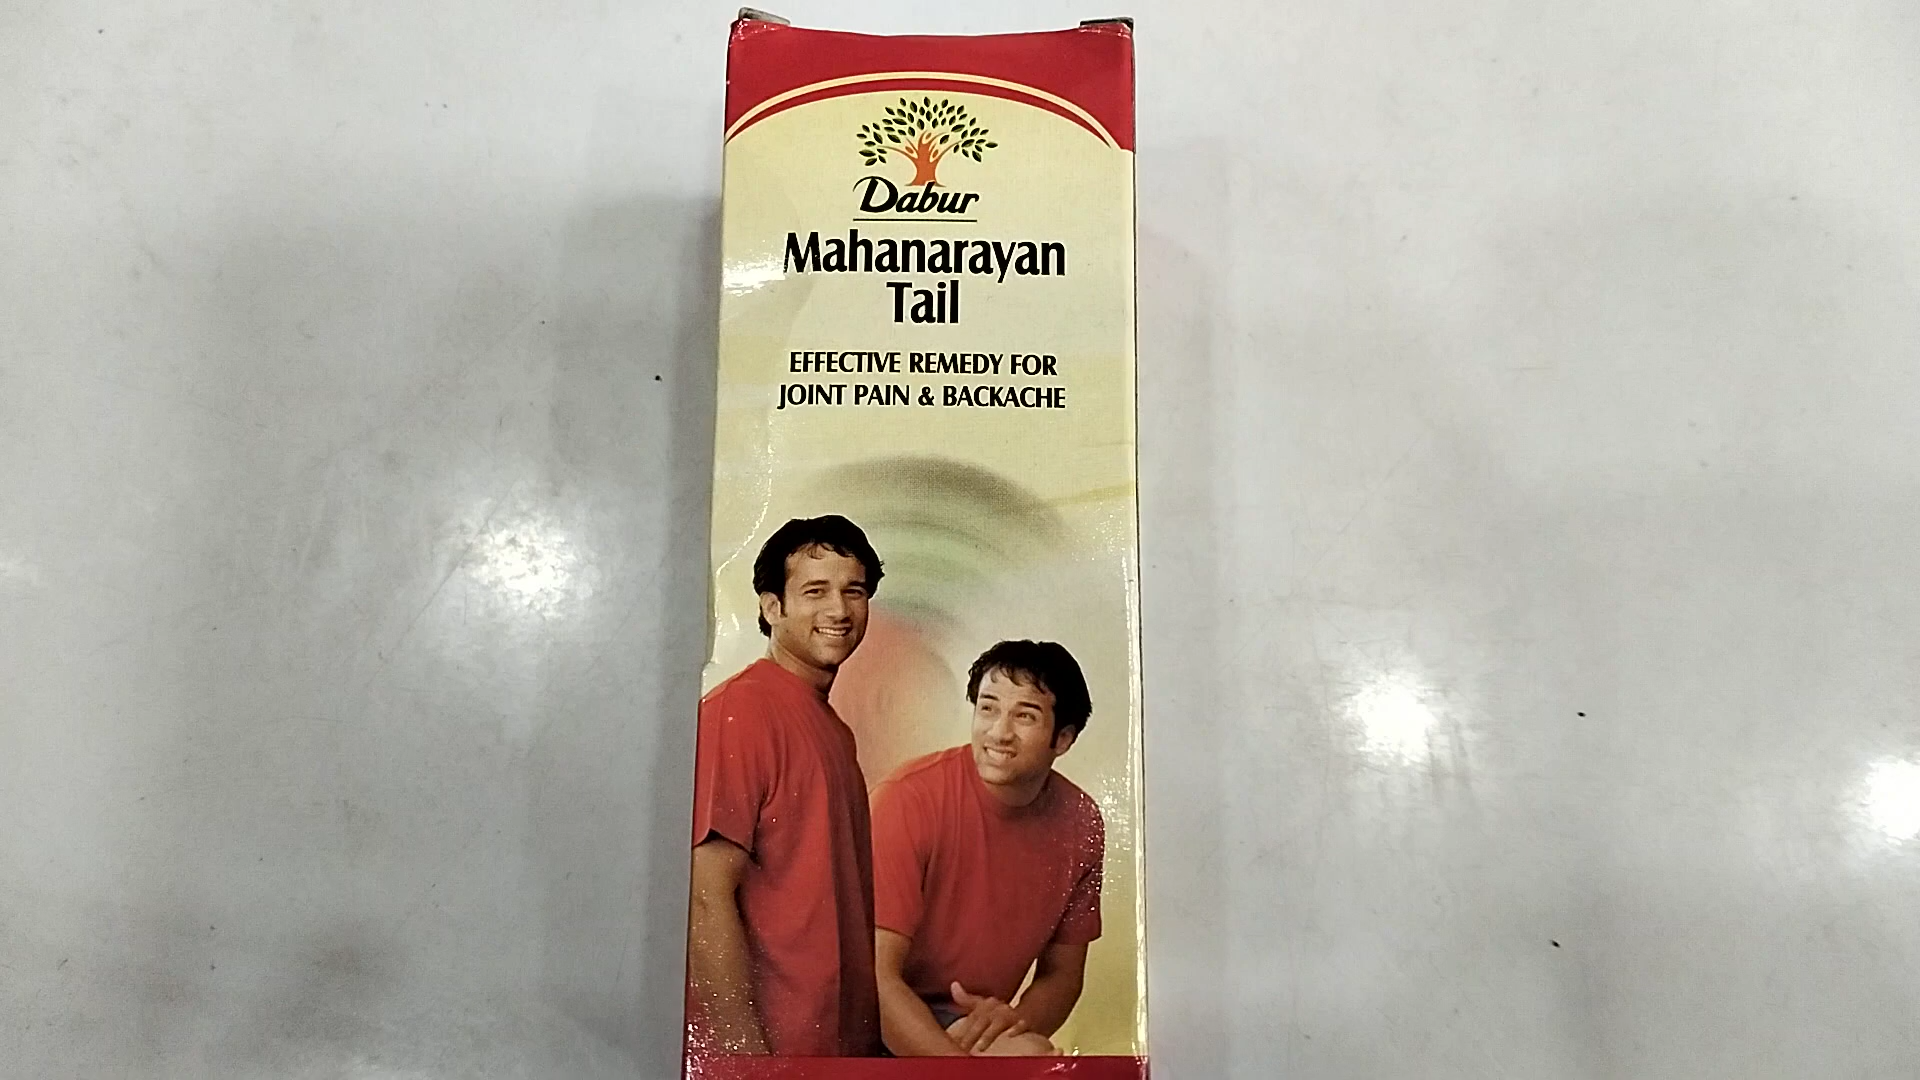 Dabur
Mahanarayan
Tail
EFFECTIVE REMEDY FOR
JOINT PAIN & BACKACHE